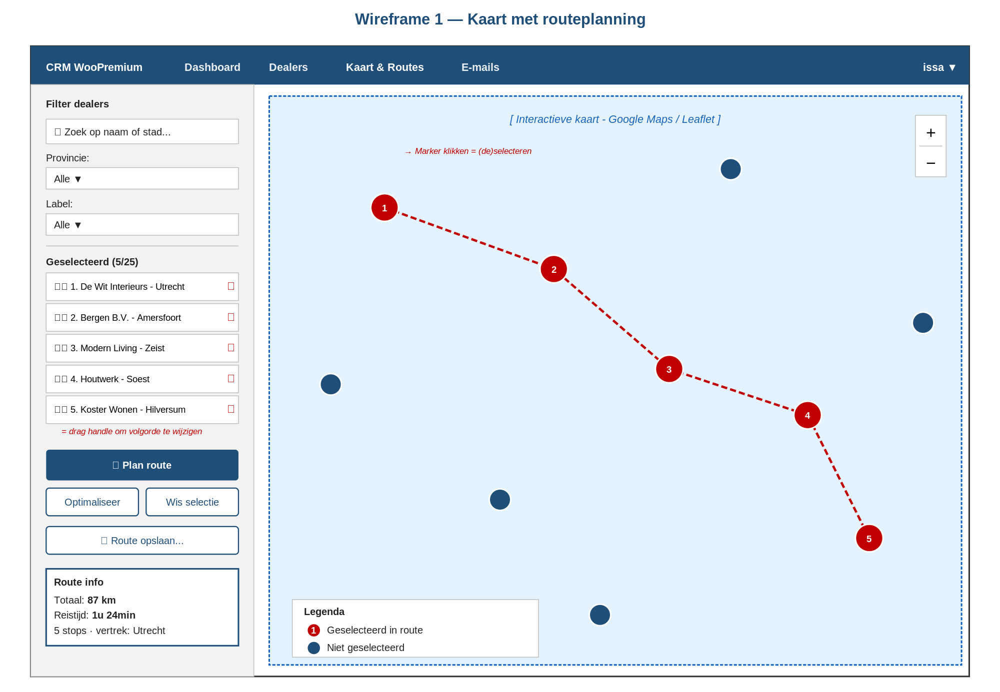 Wireframe 1 — Kaart met routeplanning
CRM WooPremium Dashboard Dealers Kaart & Routes E-mails issa ▼
Filter dealers
Zoek op naam of stad...
Provincie:
Alle ▼
Label:
Alle ▼
Geselecteerd (5/25)
1. De Wit Interieurs - Utrecht
2. Bergen B.V. - Amersfoort
3. Modern Living - Zeist
4. Houtwerk - Soest
5. Koster Wonen - Hilversum
= drag handle om volgorde te wijzigen
Plan route
Optimaliseer Wis selectie
Route opslaan...
Route info
Totaal: 87 km
Reistijd: 1u 24min
5 stops · vertrek: Utrecht
[ Interactieve kaart - Google Maps / Leaflet ]
→ Marker klikken = (de)selecteren
+
−
1
2
3
4
5
Legenda
1 Geselecteerd in route
Niet geselecteerd